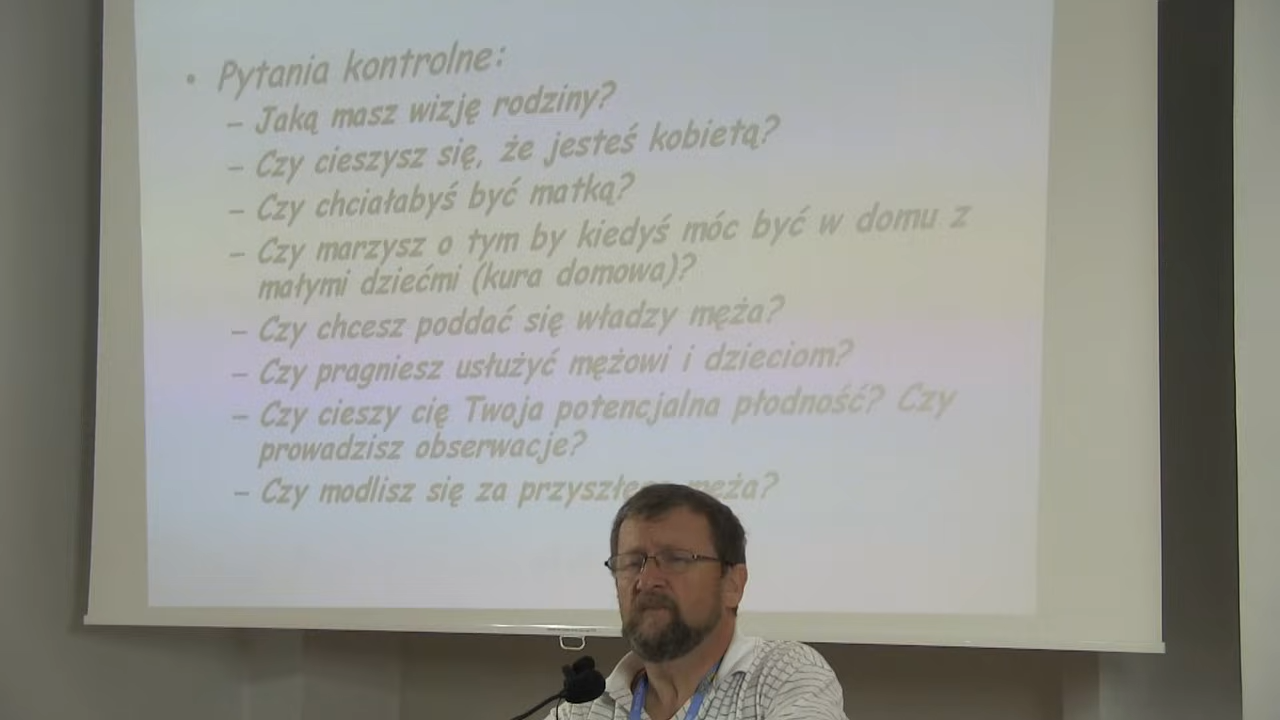 • Pytania kontrolne:
– Jaką masz wizję rodziny?
– Czy cieszysz się, że jesteś kobietą?
– Czy chciałabyś być matką?
– Czy marzysz o tym by kiedyś móc być w domu z
małymi dziećmi (kura domowa)?
– Czy chcesz poddać się władzy męża?
– Czy pragniesz usłużyć mężowi i dzieciom?
– Czy cieszy cię Twoja potencjalna płodność? Czy
prowadzisz obserwacje?
– Czy modlisz się za męża?